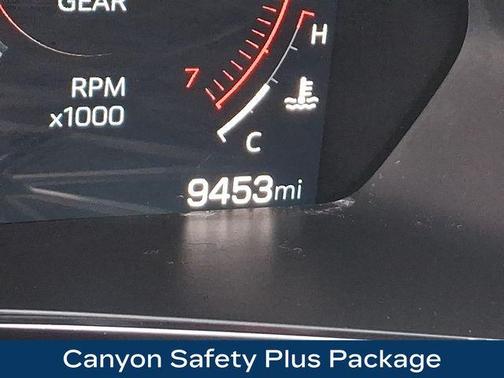 GEAR
H
7
RPM
x1000
C
9453mi
Canyon Safety Plus Package